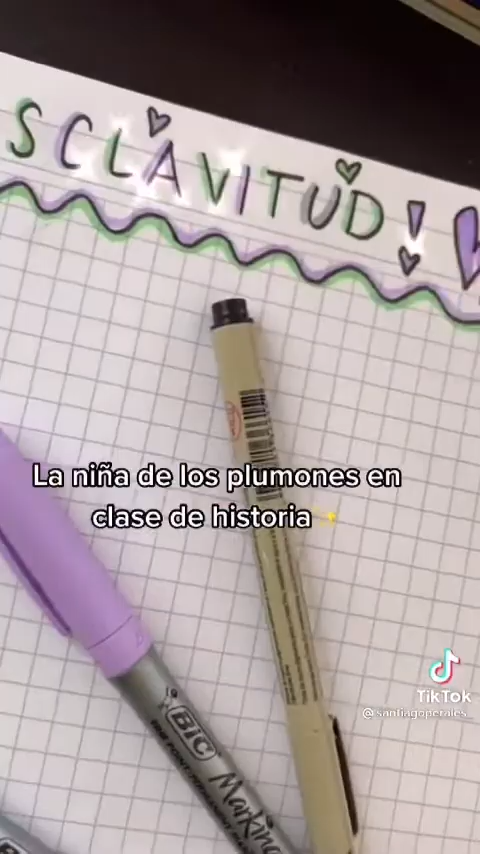 SCLAVITUD!
La niña de los plumones en
clase de historia✨
BIC
Marking
TikTok
@santiagoperales